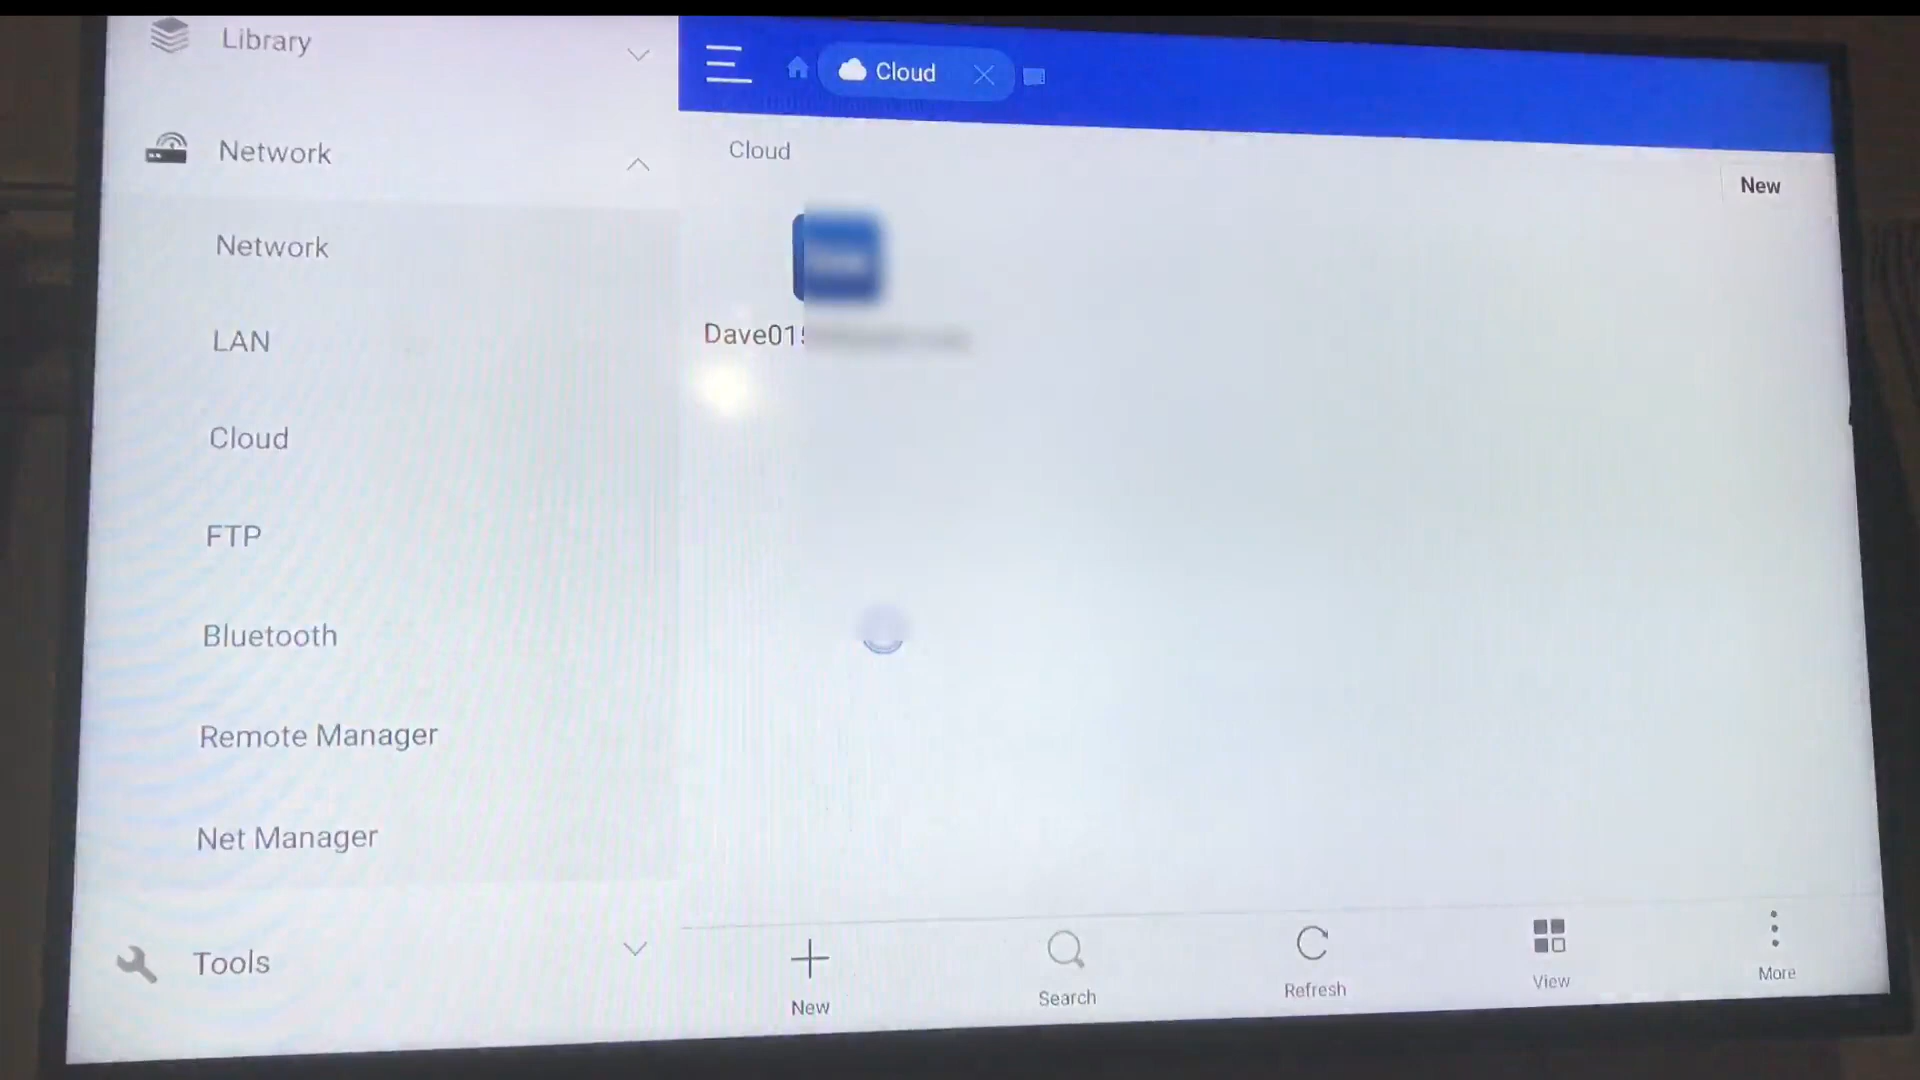 Library
Network
Network
LAN
Cloud
FTP
Bluetooth
Remote Manager
Net Manager
Tools
Cloud
Cloud
New
Dave01
New
Search
Refresh
View
More